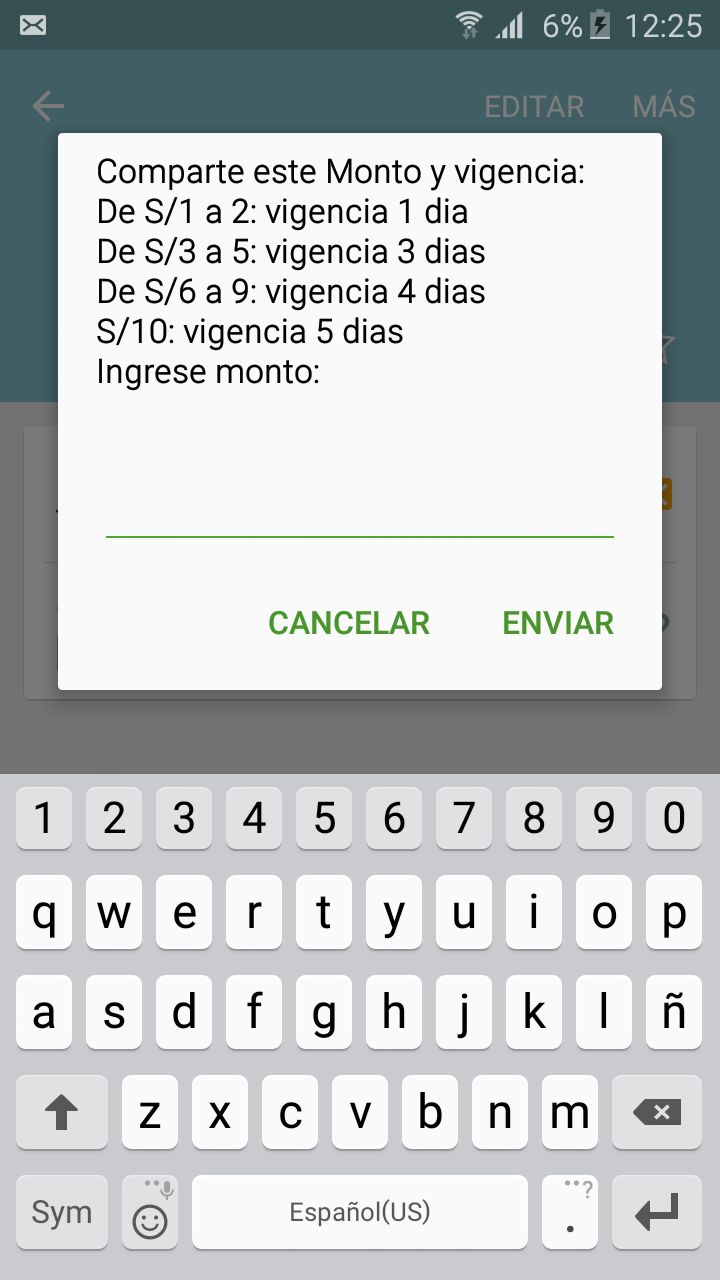 6% 12:25
EDITAR MÁS
Comparte este Monto y vigencia:
De S/1 a 2: vigencia 1 dia
De S/3 a 5: vigencia 3 dias
De S/6 a 9: vigencia 4 dias
S/10: vigencia 5 dias
Ingrese monto:
CANCELAR ENVIAR
1 2 3 4 5 6 7 8 9 0
q w e r t y u i o p
a s d f g h j k l ñ
z x c v b n m
Sym Español(US) . ?